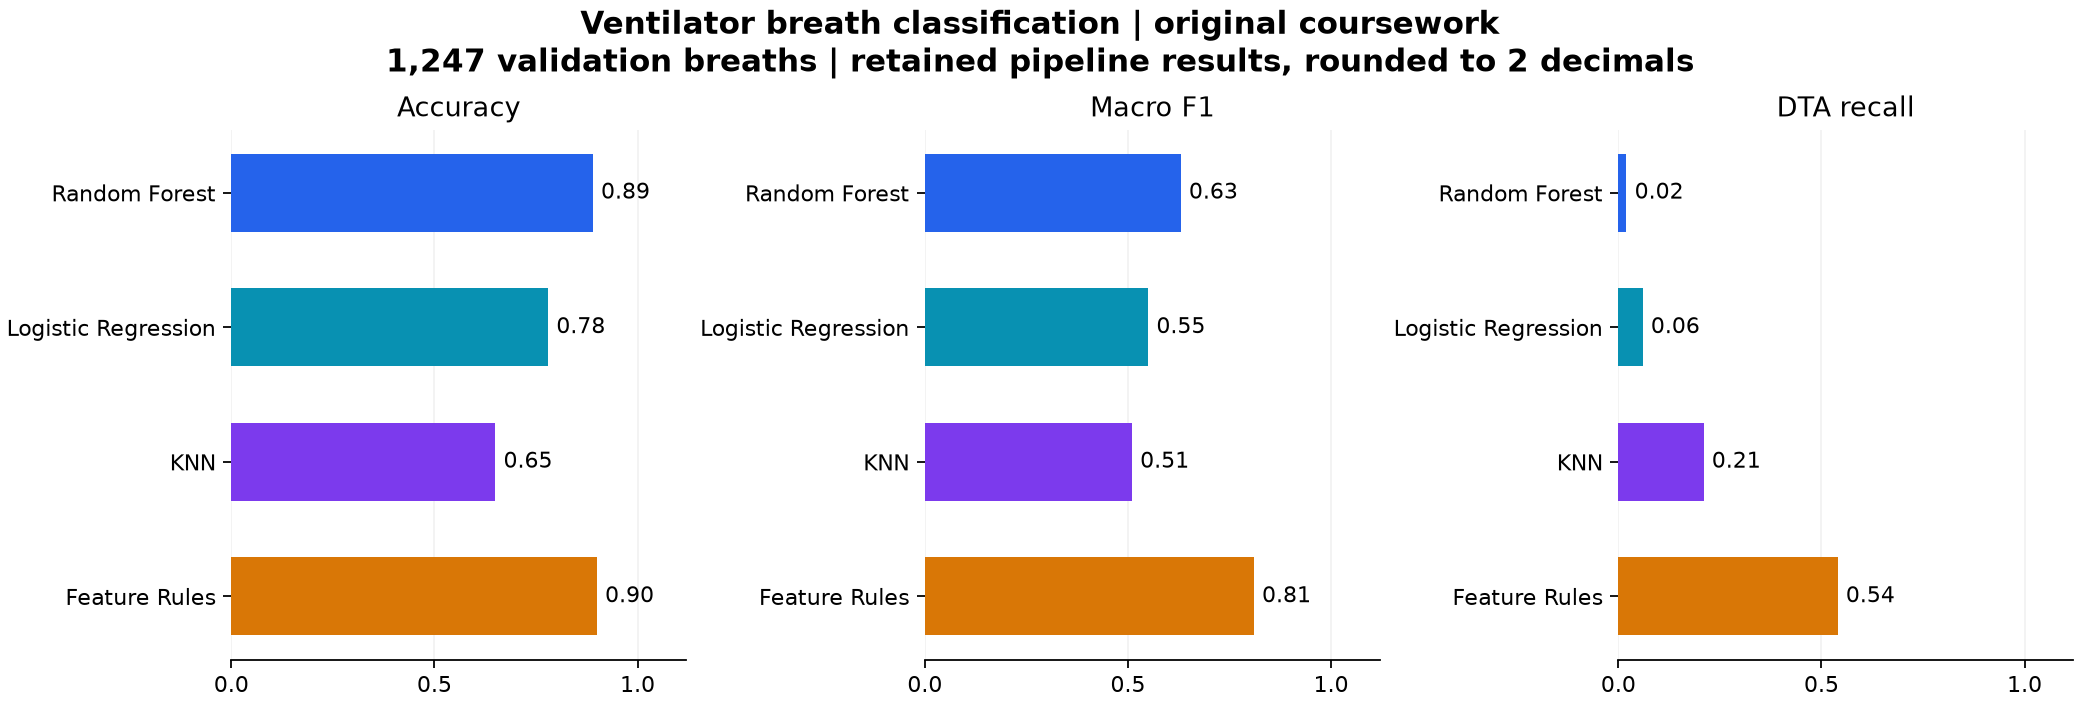 Ventilator breath classification | original coursework
1,247 validation breaths | retained pipeline results, rounded to 2 decimals
Accuracy
Random Forest
0.89
Logistic Regression
0.78
KNN
0.65
Feature Rules
0.90
0.0
0.5
1.0
Macro F1
Random Forest
0.63
Logistic Regression
0.55
KNN
0.51
Feature Rules
0.81
0.0
0.5
1.0
DTA recall
Random Forest
0.02
Logistic Regression
0.06
KNN
0.21
Feature Rules
0.54
0.0
0.5
1.0